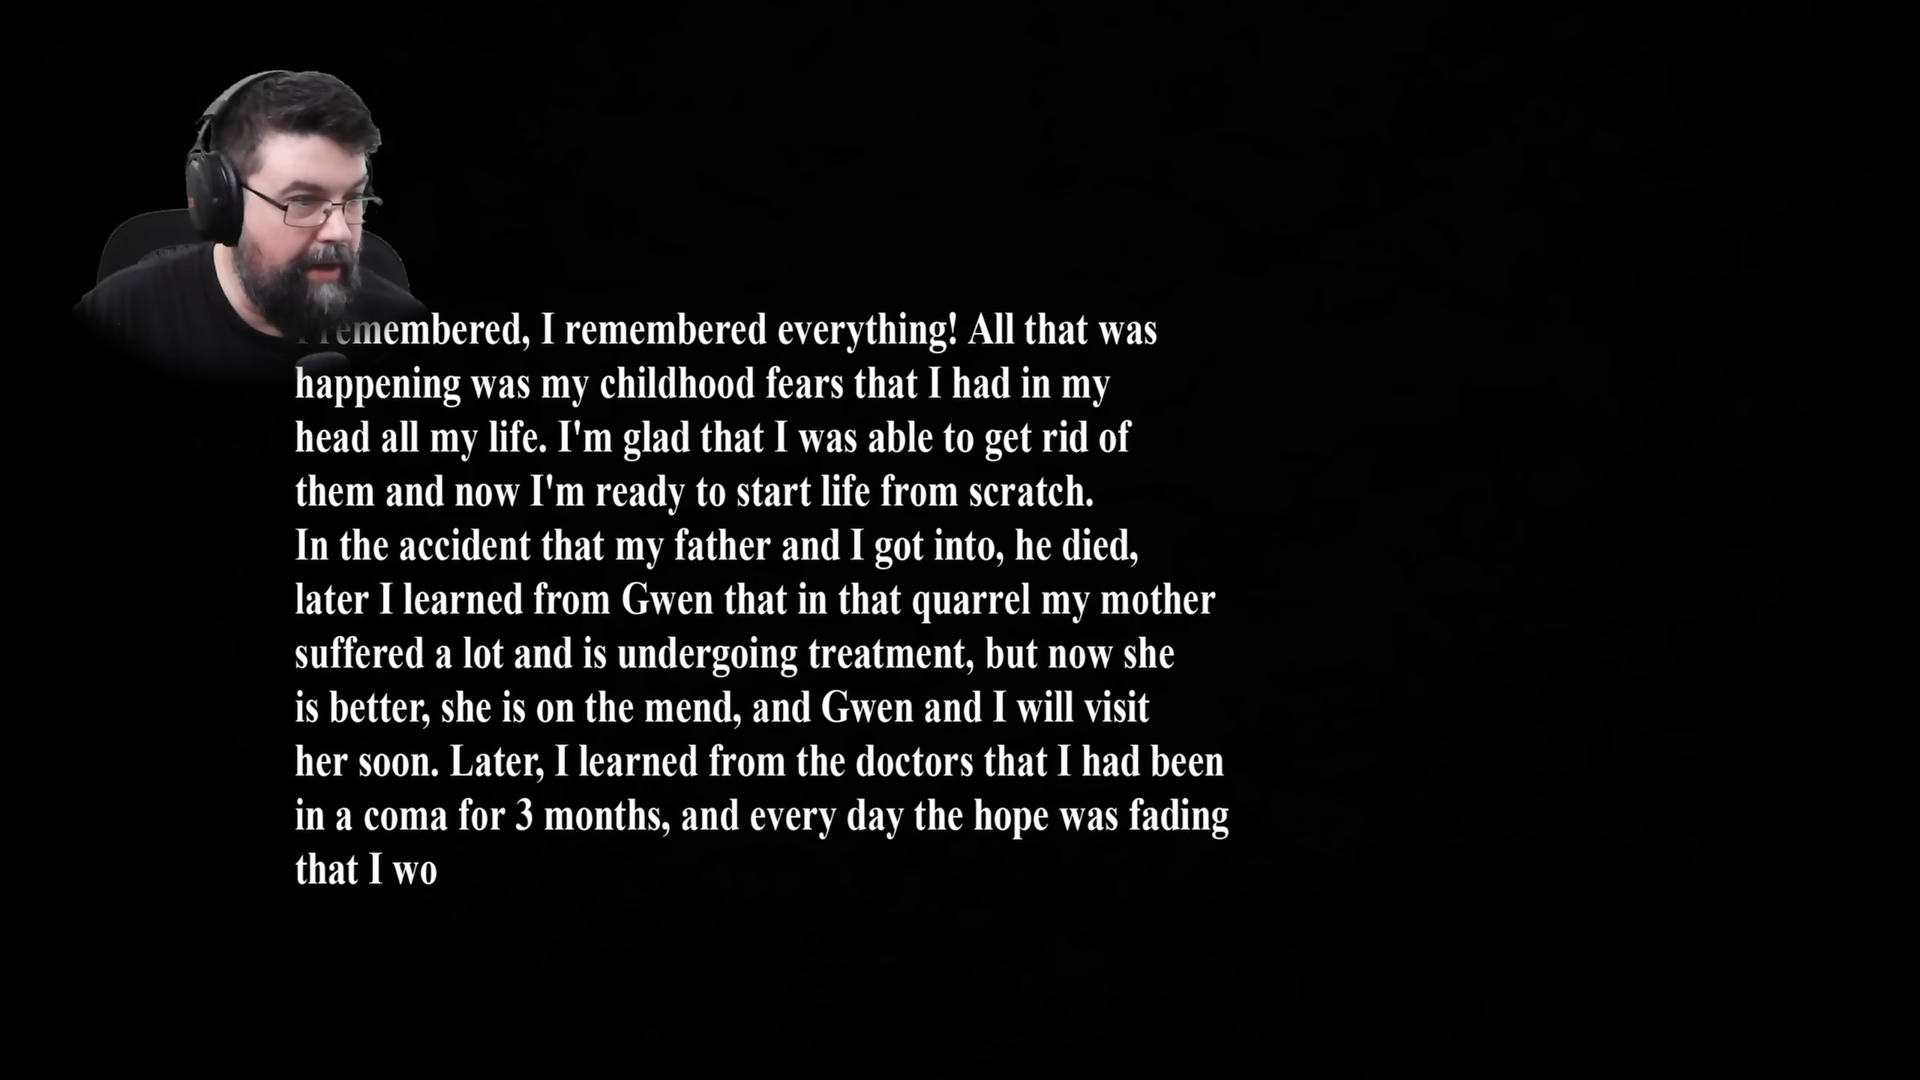 I remembered, I remembered everything! All that was
happening was my childhood fears that I had in my
head all my life. I'm glad that I was able to get rid of
them and now I'm ready to start life from scratch.
In the accident that my father and I got into, he died,
later I learned from Gwen that in that quarrel my mother
suffered a lot and is undergoing treatment, but now she
is better, she is on the mend, and Gwen and I will visit
her soon. Later, I learned from the doctors that I had been
in a coma for 3 months, and every day the hope was fading
that I wo